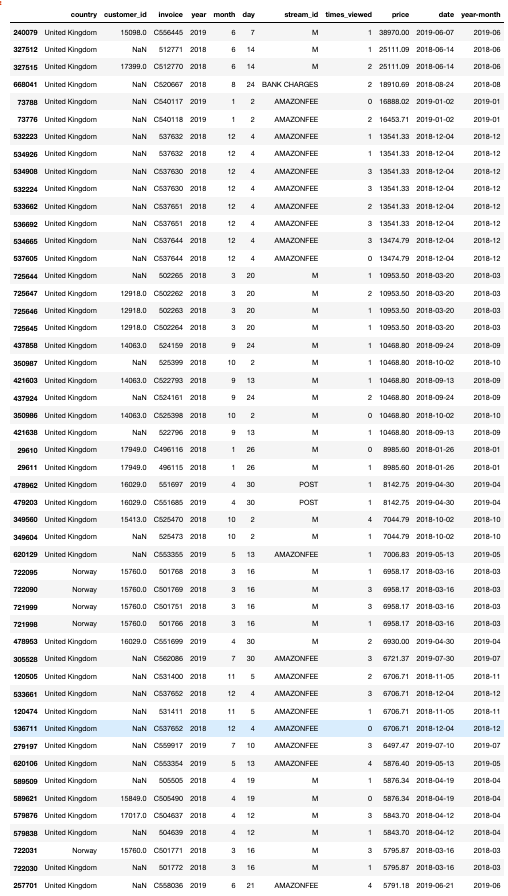 country customer_id invoice year month day stream_id times_viewed price date year-month
240079 United Kingdom 15098.0 C556445 2019 6 7 M 1 38970.00 2019-06-07 2019-06
327512 United Kingdom NaN 512771 2018 6 14 M 1 25111.09 2018-06-14 2018-06
327515 United Kingdom 17399.0 C512770 2018 6 14 M 2 25111.09 2018-06-14 2018-06
668041 United Kingdom NaN C520667 2018 8 24 BANK CHARGES 2 18910.69 2018-08-24 2018-08
73788 United Kingdom NaN C540117 2019 1 2 AMAZONFEE 0 16888.02 2019-01-02 2019-01
73776 United Kingdom NaN C540118 2019 1 2 AMAZONFEE 2 16453.71 2019-01-02 2019-01
532223 United Kingdom NaN 537632 2018 12 4 AMAZONFEE 1 13541.33 2018-12-04 2018-12
534926 United Kingdom NaN 537632 2018 12 4 AMAZONFEE 1 13541.33 2018-12-04 2018-12
534908 United Kingdom NaN C537630 2018 12 4 AMAZONFEE 3 13541.33 2018-12-04 2018-12
532224 United Kingdom NaN C537630 2018 12 4 AMAZONFEE 3 13541.33 2018-12-04 2018-12
533662 United Kingdom NaN C537651 2018 12 4 AMAZONFEE 2 13541.33 2018-12-04 2018-12
536692 United Kingdom NaN C537651 2018 12 4 AMAZONFEE 3 13541.33 2018-12-04 2018-12
534665 United Kingdom NaN C537644 2018 12 4 AMAZONFEE 3 13474.79 2018-12-04 2018-12
537605 United Kingdom NaN C537644 2018 12 4 AMAZONFEE 0 13474.79 2018-12-04 2018-12
725644 United Kingdom NaN 502265 2018 3 20 M 1 10953.50 2018-03-20 2018-03
725647 United Kingdom 12918.0 C502262 2018 3 20 M 2 10953.50 2018-03-20 2018-03
725646 United Kingdom 12918.0 502263 2018 3 20 M 1 10953.50 2018-03-20 2018-03
725645 United Kingdom 12918.0 C502264 2018 3 20 M 1 10953.50 2018-03-20 2018-03
437858 United Kingdom 14063.0 524159 2018 9 24 M 1 10468.80 2018-09-24 2018-09
350987 United Kingdom NaN 525399 2018 10 2 M 1 10468.80 2018-10-02 2018-10
421603 United Kingdom 14063.0 C522793 2018 9 13 M 1 10468.80 2018-09-13 2018-09
437924 United Kingdom NaN C524161 2018 9 24 M 2 10468.80 2018-09-24 2018-09
350986 United Kingdom 14063.0 C525398 2018 10 2 M 0 10468.80 2018-10-02 2018-10
421638 United Kingdom NaN 522796 2018 9 13 M 1 10468.80 2018-09-13 2018-09
29610 United Kingdom 17949.0 C496116 2018 1 26 M 0 8985.60 2018-01-26 2018-01
29611 United Kingdom 17949.0 496115 2018 1 26 M 1 8985.60 2018-01-26 2018-01
478962 United Kingdom 16029.0 551697 2019 4 30 POST 1 8142.75 2019-04-30 2019-04
479203 United Kingdom 16029.0 C551685 2019 4 30 POST 1 8142.75 2019-04-30 2019-04
349560 United Kingdom 15413.0 C525470 2018 10 2 M 4 7044.79 2018-10-02 2018-10
349604 United Kingdom NaN 525473 2018 10 2 M 1 7044.79 2018-10-02 2018-10
620129 United Kingdom NaN C553355 2019 5 13 AMAZONFEE 1 7006.83 2019-05-13 2019-05
722095 Norway 15760.0 501768 2018 3 16 M 1 6958.17 2018-03-16 2018-03
722090 Norway 15760.0 C501769 2018 3 16 M 3 6958.17 2018-03-16 2018-03
721999 Norway 15760.0 C501751 2018 3 16 M 3 6958.17 2018-03-16 2018-03
721998 Norway 15760.0 501766 2018 3 16 M 1 6958.17 2018-03-16 2018-03
478953 United Kingdom 16029.0 C551699 2019 4 30 M 2 6930.00 2019-04-30 2019-04
305528 United Kingdom NaN C562086 2019 7 30 AMAZONFEE 3 6721.37 2019-07-30 2019-07
120505 United Kingdom NaN C531400 2018 11 5 AMAZONFEE 2 6706.71 2018-11-05 2018-11
533661 United Kingdom NaN C537652 2018 12 4 AMAZONFEE 3 6706.71 2018-12-04 2018-12
120474 United Kingdom NaN 531411 2018 11 5 AMAZONFEE 1 6706.71 2018-11-05 2018-11
536711 United Kingdom NaN C537652 2018 12 4 AMAZONFEE 0 6706.71 2018-12-04 2018-12
279197 United Kingdom NaN C559917 2019 7 10 AMAZONFEE 3 6497.47 2019-07-10 2019-07
620106 United Kingdom NaN C553354 2019 5 13 AMAZONFEE 4 5876.40 2019-05-13 2019-05
589509 United Kingdom NaN 505505 2018 4 19 M 1 5876.34 2018-04-19 2018-04
589621 United Kingdom 15849.0 C505490 2018 4 19 M 0 5876.34 2018-04-19 2018-04
579876 United Kingdom 17017.0 C504637 2018 4 12 M 3 5843.70 2018-04-12 2018-04
579838 United Kingdom NaN 504639 2018 4 12 M 1 5843.70 2018-04-12 2018-04
722031 Norway 15760.0 C501771 2018 3 16 M 3 5795.87 2018-03-16 2018-03
722030 United Kingdom NaN 501772 2018 3 16 M 1 5795.87 2018-03-16 2018-03
257701 United Kingdom NaN C558036 2019 6 21 AMAZONFEE 4 5791.18 2019-06-21 2019-06